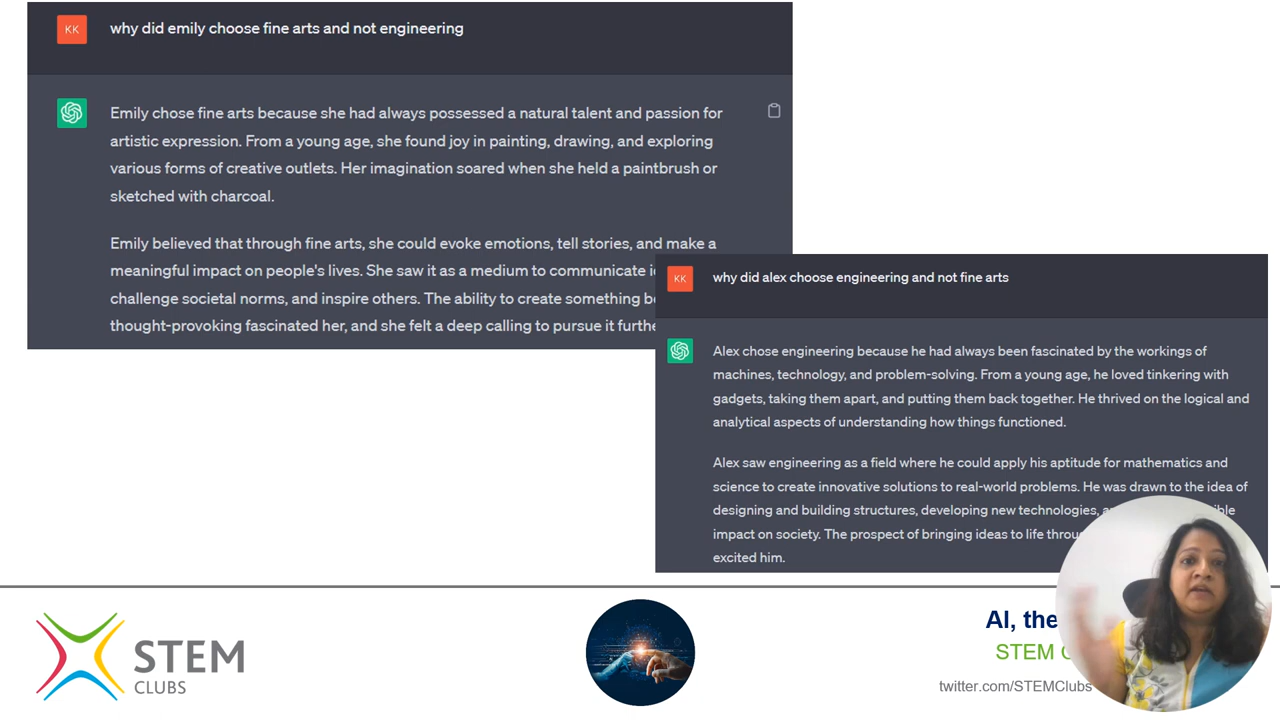 KK
why did emily choose fine arts and not engineering
Emily chose fine arts because she had always possessed a natural talent and passion for
artistic expression. From a young age, she found joy in painting, drawing, and exploring
various forms of creative outlets. Her imagination soared when she held a paintbrush or
sketched with charcoal.
Emily believed that through fine arts, she could evoke emotions, tell stories, and make a
meaningful impact on people's lives. She saw it as a medium to communicate
challenge societal norms, and inspire others. The ability to create something
thought-provoking fascinated her, and she felt a deep calling to pursue it
KK
why did alex choose engineering and not fine arts
Alex chose engineering because he had always been fascinated by the workings of
machines, technology, and problem-solving. From a young age, he loved tinkering with
gadgets, taking them apart, and putting them back together. He thrived on the logical and
analytical aspects of understanding how things functioned.
Alex saw engineering as a field where he could apply his aptitude for mathematics and
science to create innovative solutions to real-world problems. He was drawn to the idea of
designing and building structures, developing new technologies,
impact on society. The prospect of bringing ideas to life
excited him.
STEM
CLUBS
AI, the
STEM
twitter.com/STEMClubs